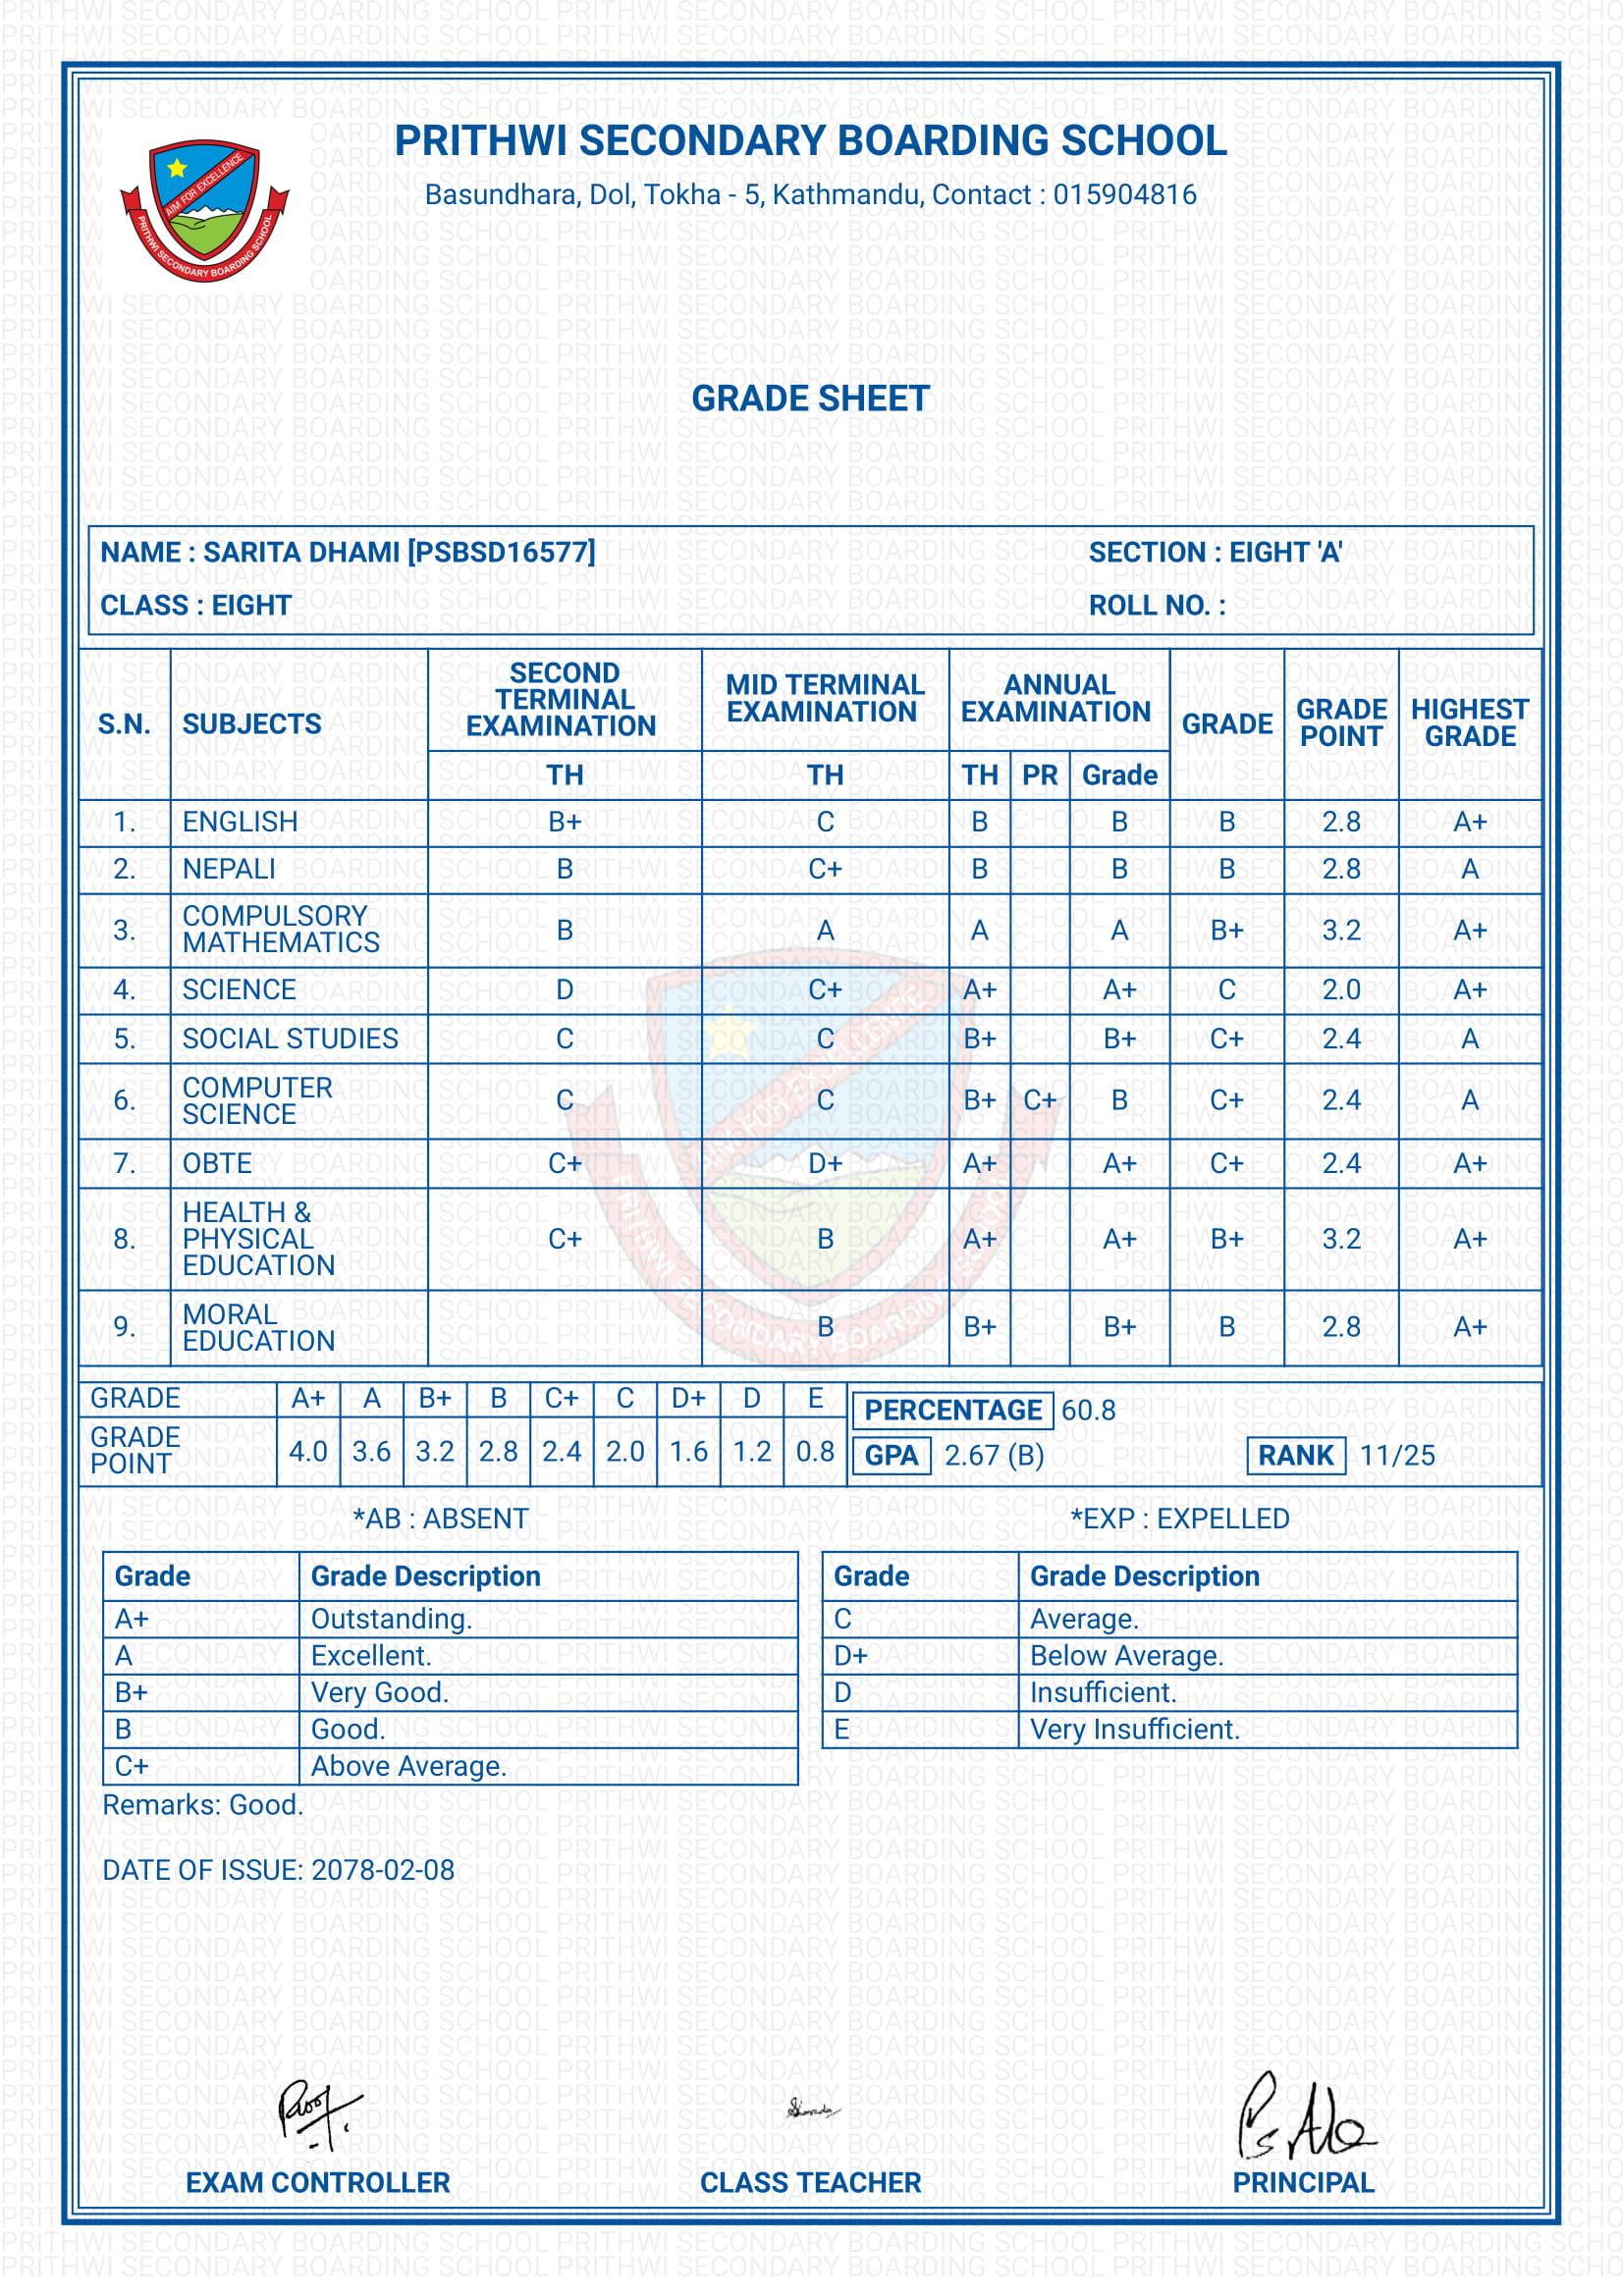 PRITHWI SECONDARY BOARDING SCHOOL
Basundhara, Dol, Tokha - 5, Kathmandu, Contact : 015904816
AIM FOR EXCELLENCE
PRITHWI SECONDARY BOARDING SCHOOL
GRADE SHEET
NAME : SARITA DHAMI [PSBSD16577] SECTION : EIGHT 'A'
CLASS : EIGHT ROLL NO. :
S.N. SUBJECTS SECOND TERMINAL EXAMINATION MID TERMINAL EXAMINATION ANNUAL EXAMINATION GRADE GRADE POINT HIGHEST GRADE
TH TH TH PR Grade
1. ENGLISH B+ C B B B 2.8 A+
2. NEPALI B C+ B B B 2.8 A
3. COMPULSORY MATHEMATICS B A A A B+ 3.2 A+
4. SCIENCE D C+ A+ A+ C 2.0 A+
5. SOCIAL STUDIES C C B+ B+ C+ 2.4 A
6. COMPUTER SCIENCE C C B+ C+ B C+ 2.4 A
7. OBTE C+ D+ A+ A+ C+ 2.4 A+
8. HEALTH & PHYSICAL EDUCATION C+ B A+ A+ B+ 3.2 A+
9. MORAL EDUCATION B B+ B+ B 2.8 A+
GRADE A+ A B+ B C+ C D+ D E
GRADE POINT 4.0 3.6 3.2 2.8 2.4 2.0 1.6 1.2 0.8
PERCENTAGE 60.8
GPA 2.67 (B) RANK 11/25
*AB : ABSENT *EXP : EXPELLED
Grade Grade Description
A+ Outstanding.
A Excellent.
B+ Very Good.
B Good.
C+ Above Average.
Grade Grade Description
C Average.
D+ Below Average.
D Insufficient.
E Very Insufficient.
Remarks: Good.
DATE OF ISSUE: 2078-02-08
EXAM CONTROLLER CLASS TEACHER PRINCIPAL